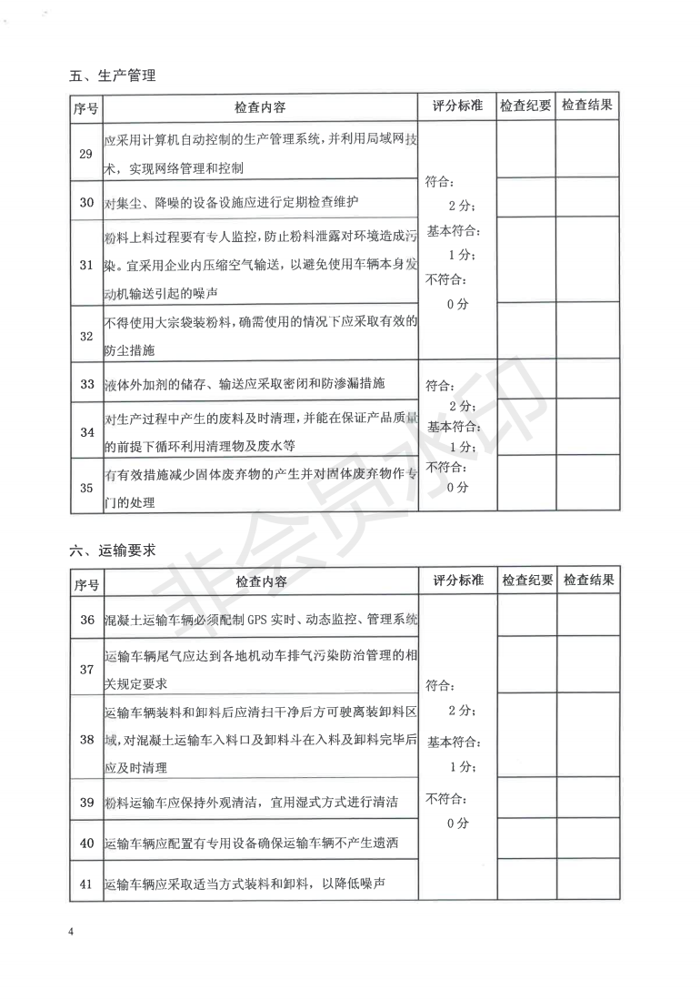 五、生产管理
序号 检查内容 评分标准 检查纪要 检查结果
29 应采用计算机自动控制的生产管理系统,并利用局域网技
术，实现网络管理和控制
30 对集尘、降噪的设备设施应进行定期检查维护
31 粉料上料过程要有专人监控,防止粉料泄露对环境造成污
染。宜采用企业内压缩空气输送，以避免使用车辆本身发
动机输送引起的噪声
32 不得使用大宗袋装粉料,确需使用的情况下应采取有效的
防尘措施
符合：
2分；
基本符合：
1分；
不符合：
0分
33 液体外加剂的储存、输送应采取密闭和防渗漏措施
34 对生产过程中产生的废料及时清理,并能在保证产品质量
的前提下循环利用清理物及废水等
35 有有效措施减少固体废弃物的产生并对固体废弃物作专
门的处理
符合：
2分；
基本符合：
1分；
不符合：
0分
六、运输要求
序号 检查内容 评分标准 检查纪要 检查结果
36 混凝土运输车辆必须配制GPS实时、动态监控、管理系统
37 运输车辆尾气应达到各地机动车排气污染防治管理的相
关规定要求
38 运输车辆装料和卸料后应清扫干净后方可驶离装卸料区
域,对混凝土运输车入料口及卸料斗在入料及卸料完毕后
应及时清理
39 粉料运输车应保持外观清洁，宜用湿式方式进行清洁
40 运输车辆应配置有专用设备确保运输车辆不产生遗洒
41 运输车辆应采取适当方式装料和卸料，以降低噪声
符合：
2分；
基本符合：
1分；
不符合：
0分
4
非会员水印